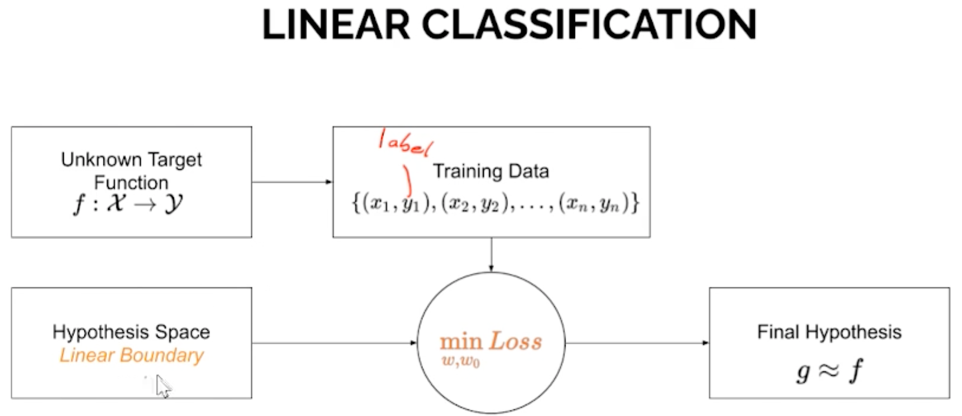 LINEAR CLASSIFICATION
Unknown Target
Function
f : 𝒳 → 𝒴
label
Training Data
{(x₁, y₁), (x₂, y₂), . . . , (xₙ, yₙ)}
Hypothesis Space
Linear Boundary
min Loss
w,w₀
Final Hypothesis
g ≈ f